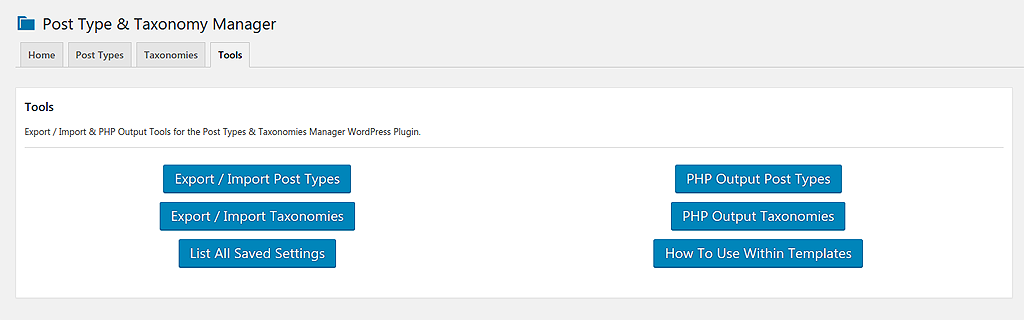 Post Type & Taxonomy Manager
Home Post Types Taxonomies Tools
Tools
Export / Import & PHP Output Tools for the Post Types & Taxonomies Manager WordPress Plugin.
Export / Import Post Types PHP Output Post Types
Export / Import Taxonomies PHP Output Taxonomies
List All Saved Settings How To Use Within Templates